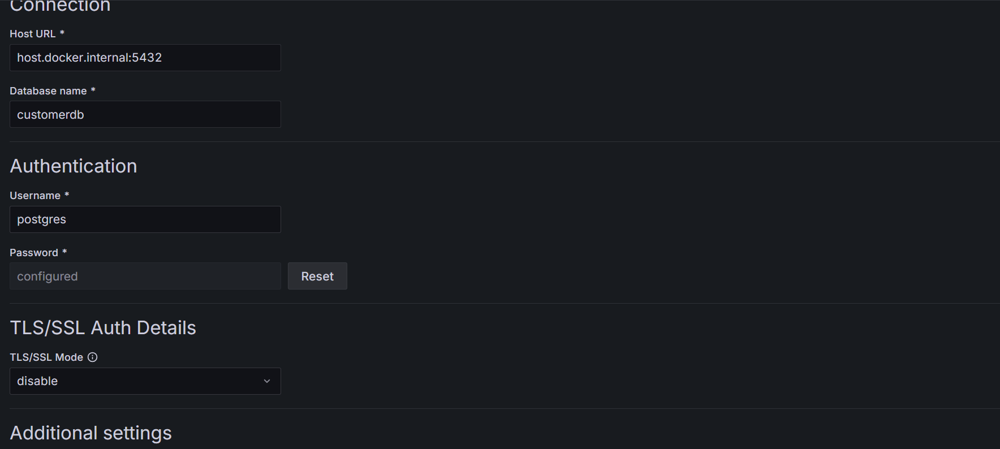 Connection
Host URL *
host.docker.internal:5432
Database name *
customerdb
Authentication
Username *
postgres
Password *
configured
Reset
TLS/SSL Auth Details
TLS/SSL Mode
disable
Additional settings